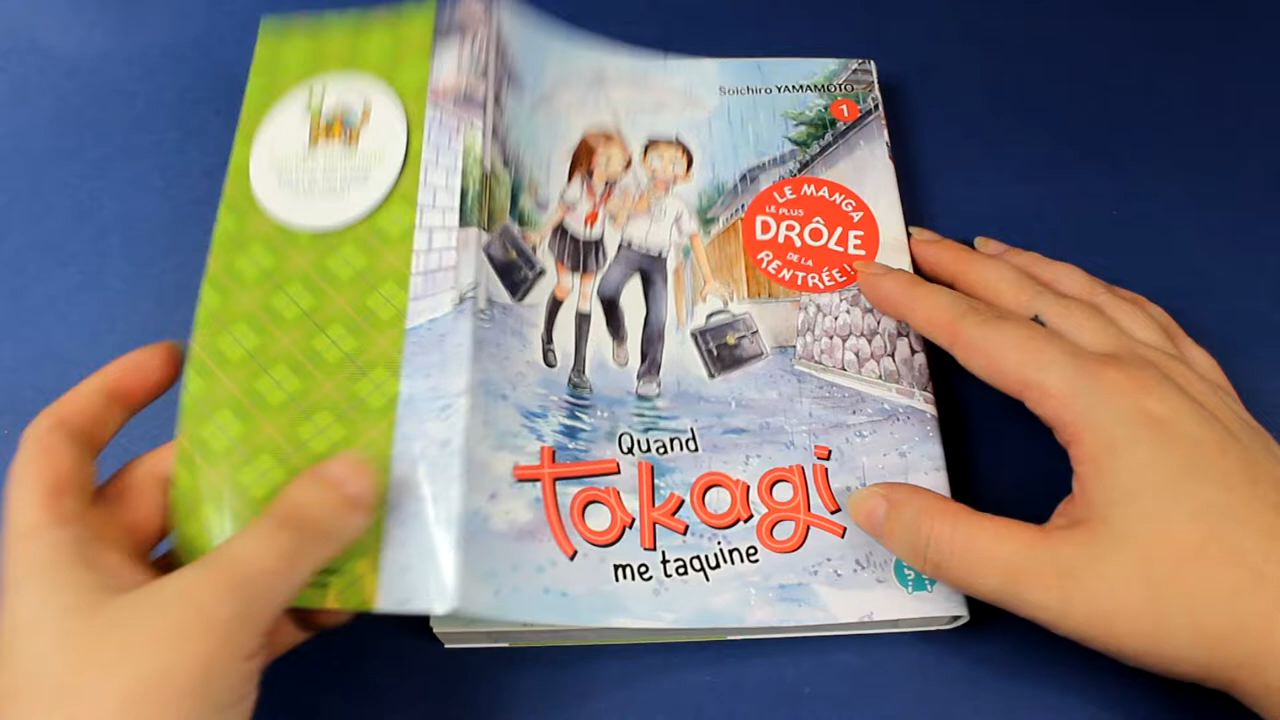 Soichiro YAMAMOTO
1
LE MANGA
LE PLUS
DRÔLE
DE LA
RENTRÉE!
Quand
Takagi
me taquine